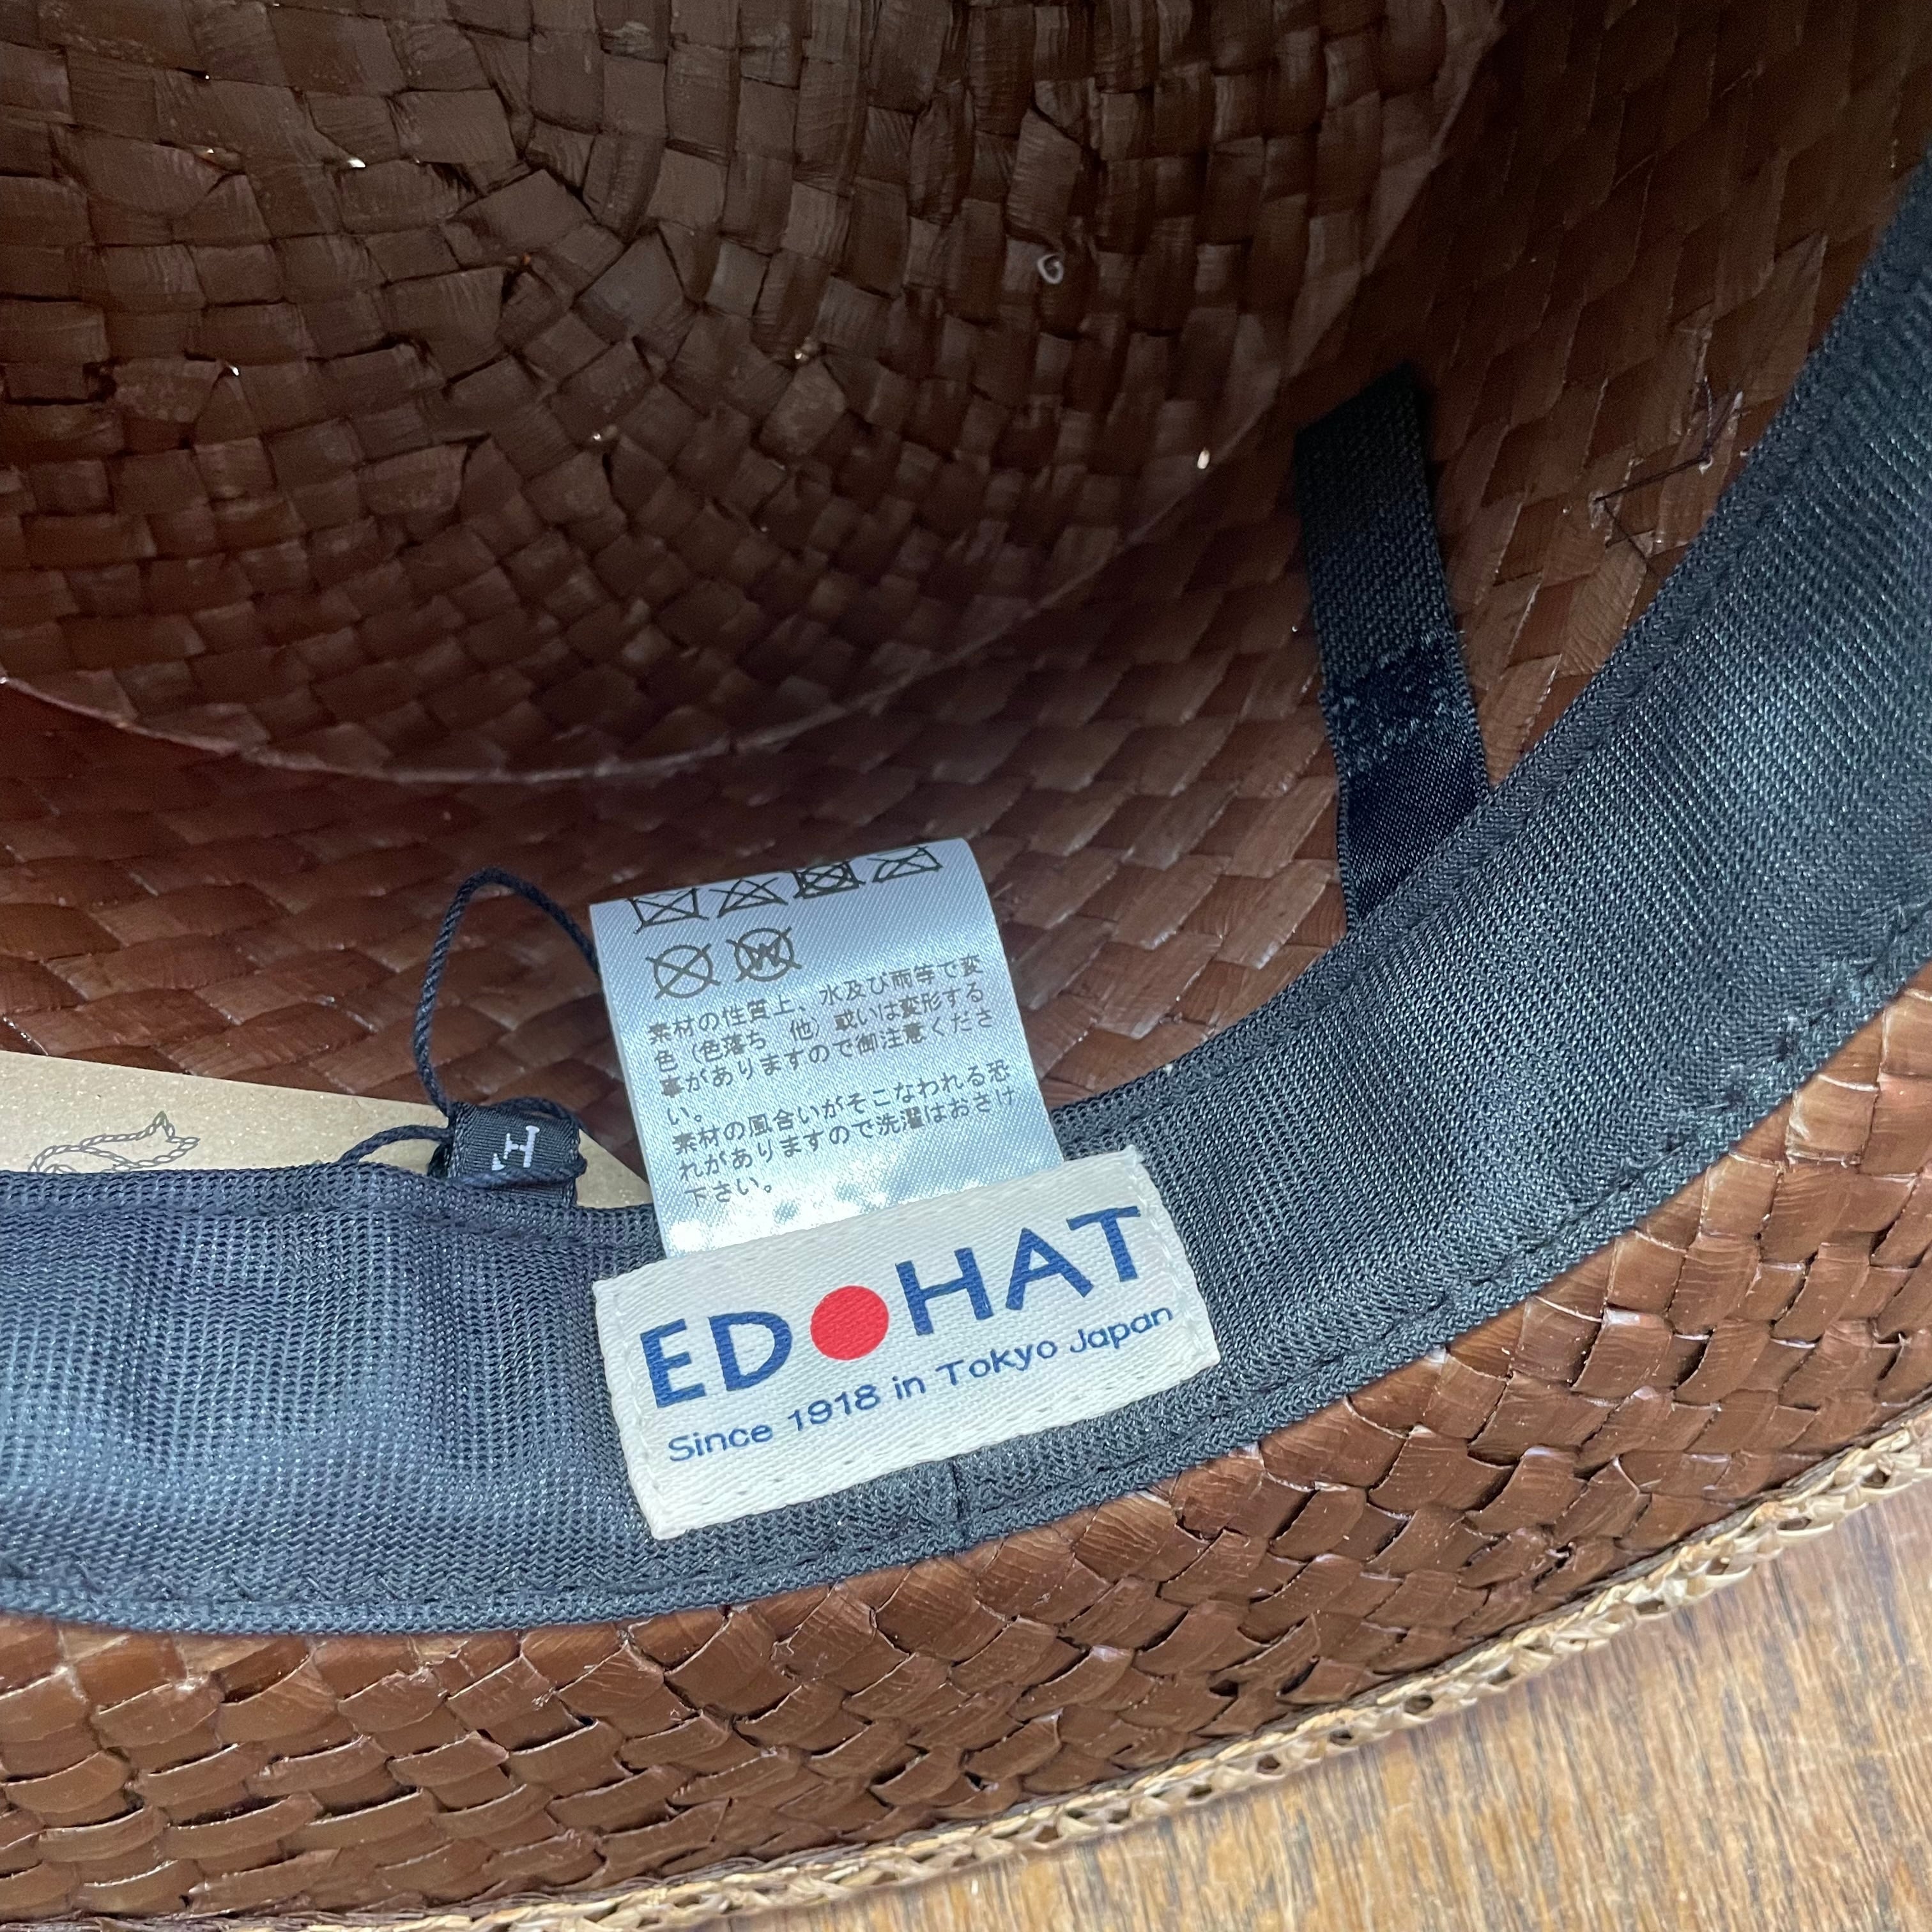 素材の性質上、水及び雨等で変
色（色落ち　他）或いは変形する
事がありますので御注意くださ
い。
素材の風合いがそこなわれる恐
れがありますので洗濯はおさけ
下さい。
EDOHAT
Since 1918 in Tokyo Japan